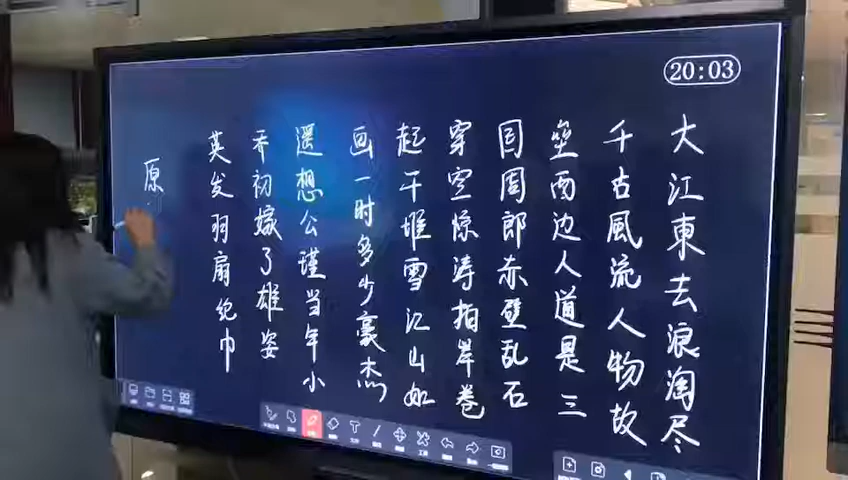 20:03
大江東去浪淘尽
千古風流人物故
垒西边人道是三
国周郎赤壁乱石
穿空惊涛拍岸卷
起千堆雪江山如
画一时多少豪杰
遥想公瑾当年小
乔初嫁了雄姿
英发羽扇纶巾
原